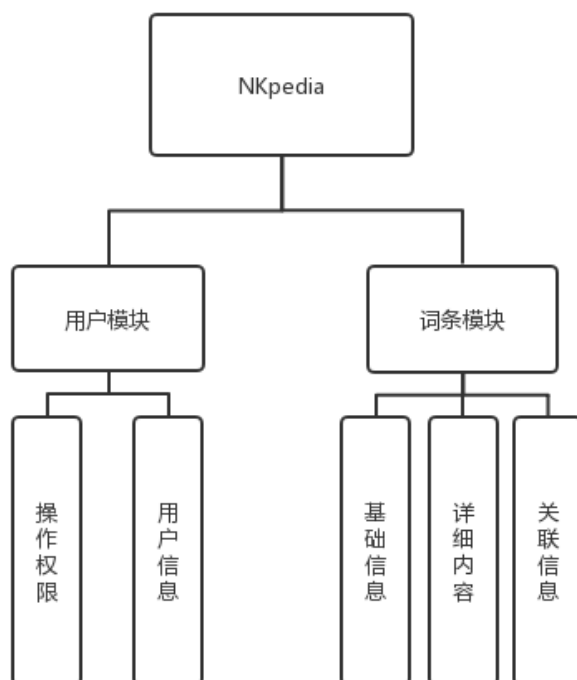 NKpedia
用户模块
词条模块
操作权限
用户信息
基础信息
详细内容
关联信息